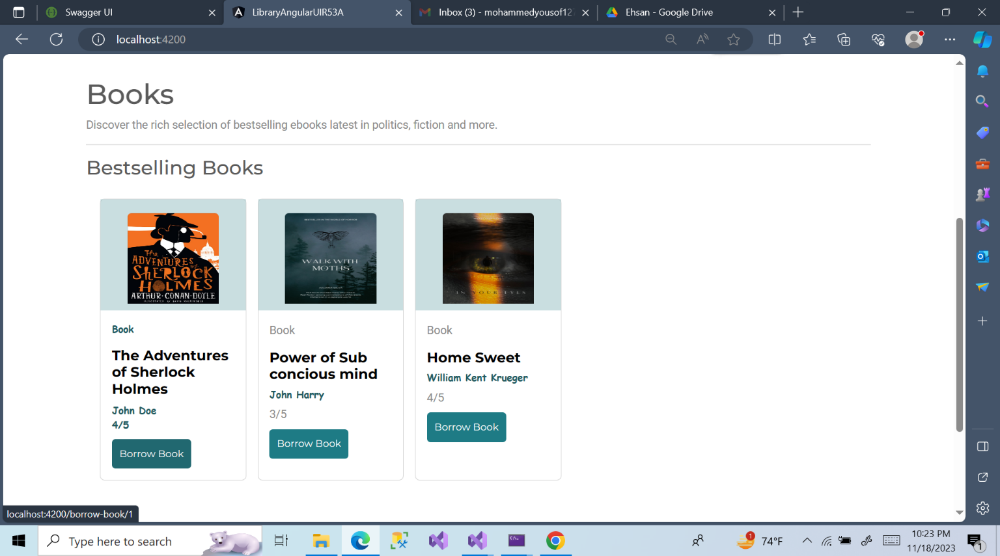 Swagger UI
LibraryAngularUIR53A
Inbox (3) - mohammedyousof127
Ehsan - Google Drive
localhost:4200
Books
Discover the rich selection of bestselling ebooks latest in politics, fiction and more.
Bestselling Books
The
ADVENTURES
of
SHERLOCK
HOLMES
ARTHUR·CONAN·DOYLE
Book
The Adventures
of Sherlock
Holmes
John Doe
4/5
Borrow Book
WALK WITH
MOTHS
Book
Power of Sub
concious mind
John Harry
3/5
Borrow Book
IN YOUR EYES
Book
Home Sweet
William Kent Krueger
4/5
Borrow Book
localhost:4200/borrow-book/1
Type here to search
1
74°F
10:23 PM
11/18/2023
1